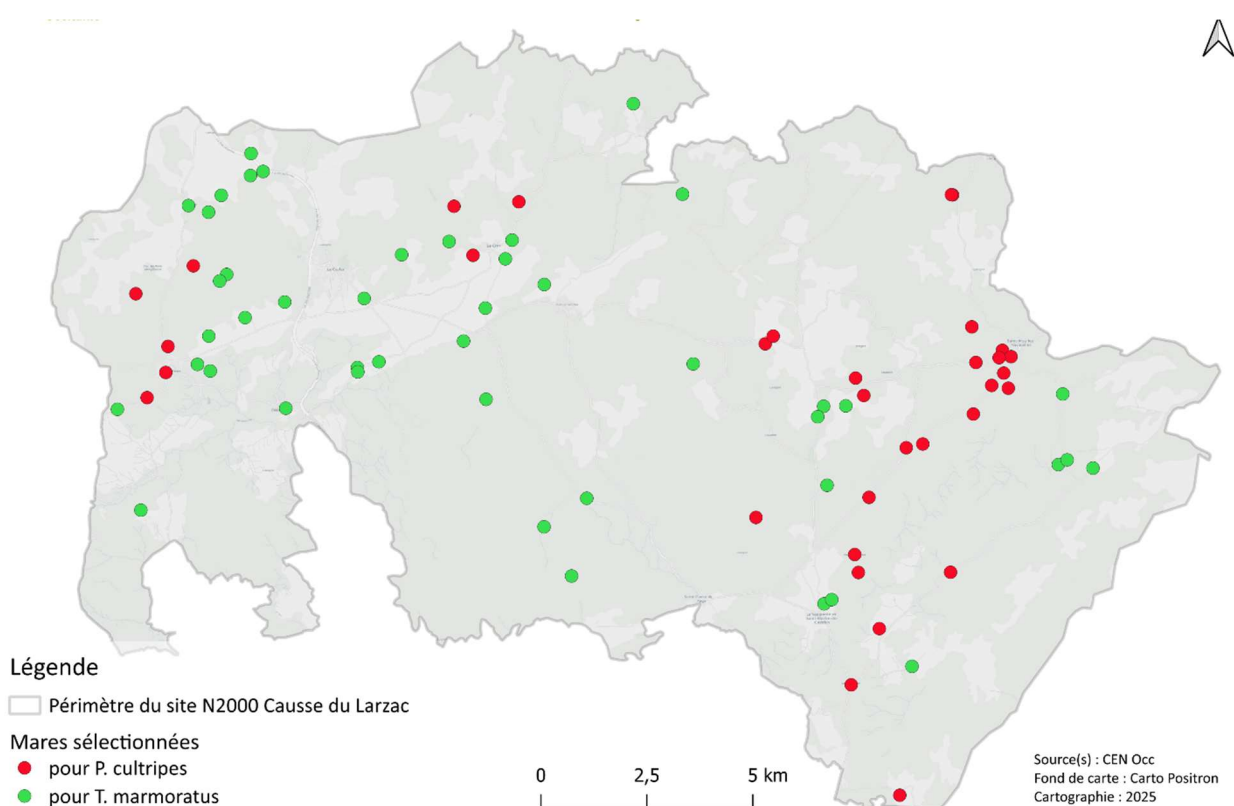 Légende
Périmètre du site N2000 Causse du Larzac
Mares sélectionnées
pour P. cultripes
pour T. marmoratus
0 2,5 5 km
Source(s) : CEN Occ
Fond de carte : Carto Positron
Cartographie : 2025